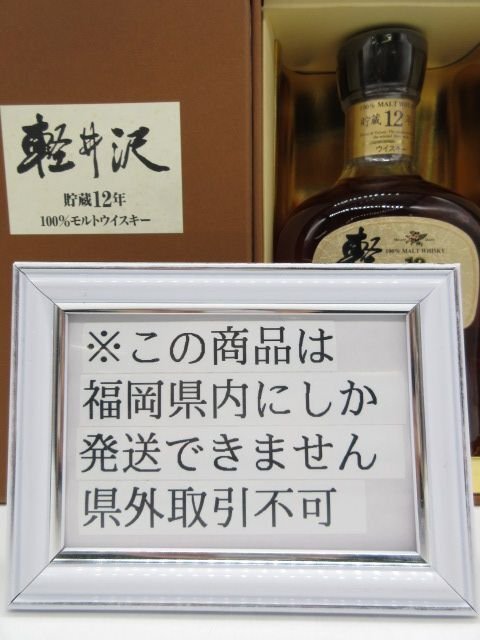 軽井沢
貯蔵12年
100%モルトウイスキー
100% MALT WHISKY
貯蔵12年
ウイスキー
軽
100% MALT WHISKY
12
※この商品は
福岡県内にしか
発送できません
県外取引不可